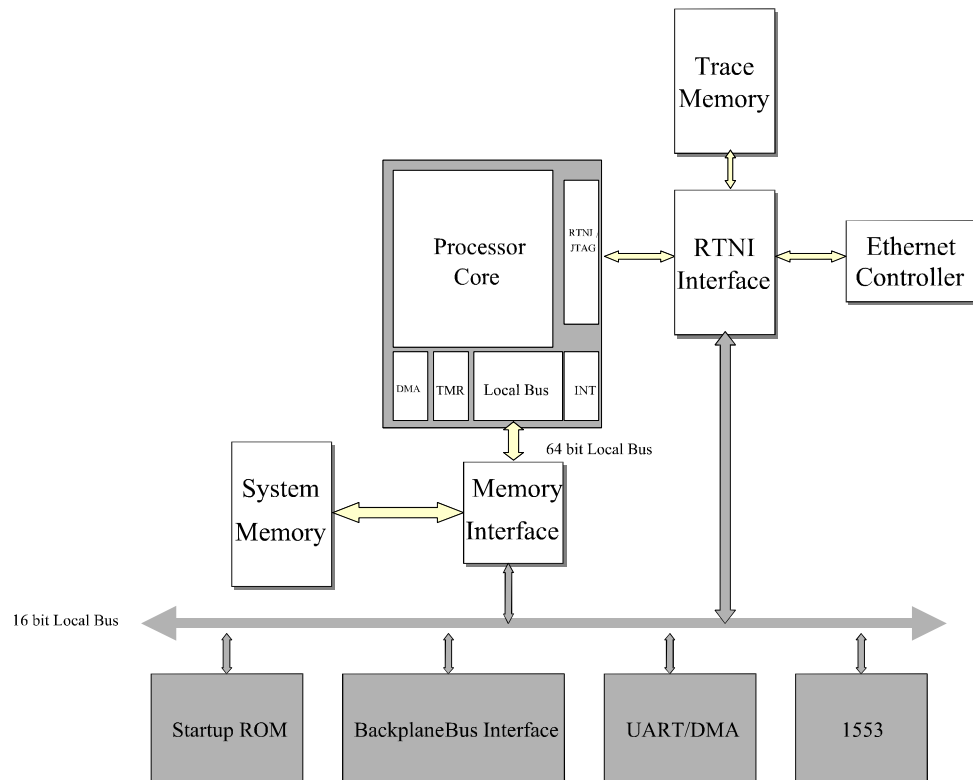 Trace
Memory
Processor
Core
RTNI /
JTAG
RTNI
Interface
Ethernet
Controller
DMA
TMR
Local Bus
INT
64 bit Local Bus
System
Memory
Memory
Interface
16 bit Local Bus
Startup ROM
BackplaneBus Interface
UART/DMA
1553